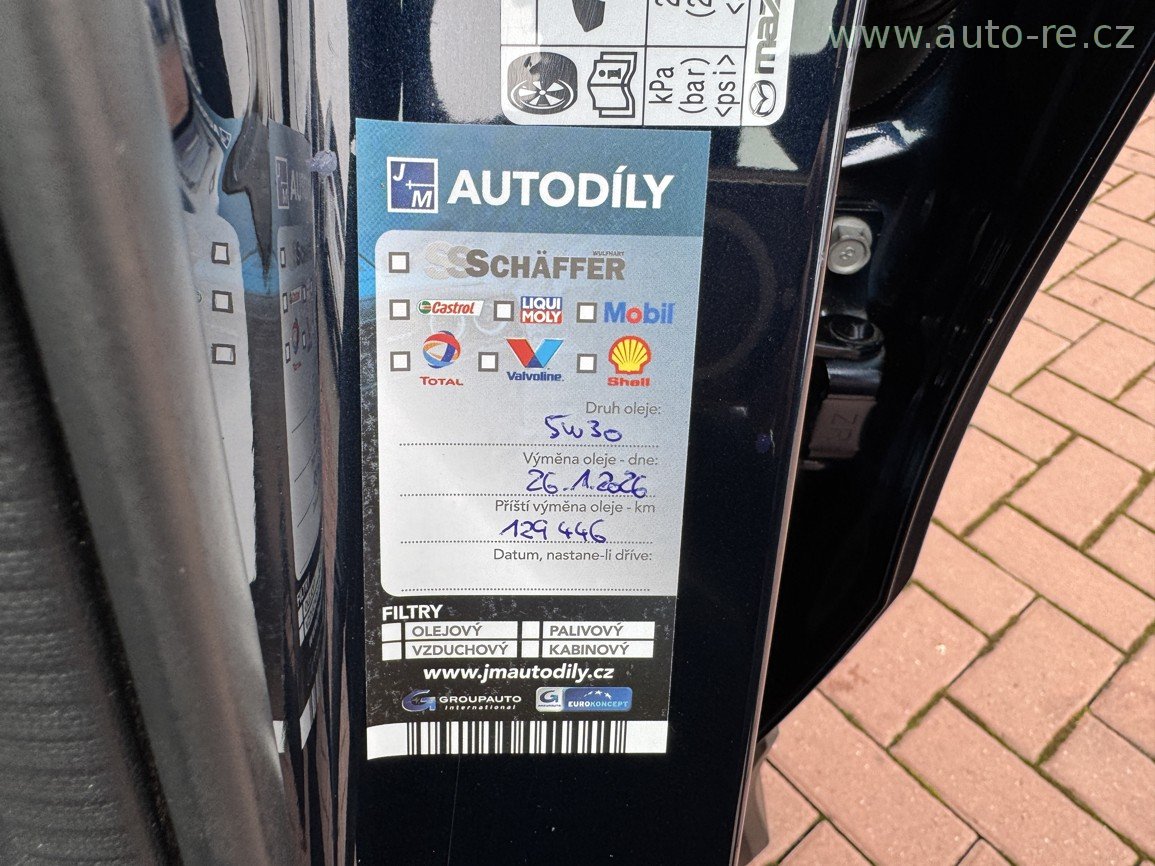 www.auto-re.cz
kPa
(bar)
<psi>
J+M AUTODÍLY
WULFHART
SCHÄFFER
Castrol LIQUI MOLY Mobil
TOTAL Valvoline Shell
Druh oleje:
5W30
Výměna oleje - dne:
26.1.2026
Příští výměna oleje - km
129 446
Datum, nastane-li dříve:
FILTRY
OLEJOVÝ PALIVOVÝ
VZDUCHOVÝ KABINOVÝ
www.jmautodily.cz
GROUPAUTO International EUROKONCEPT